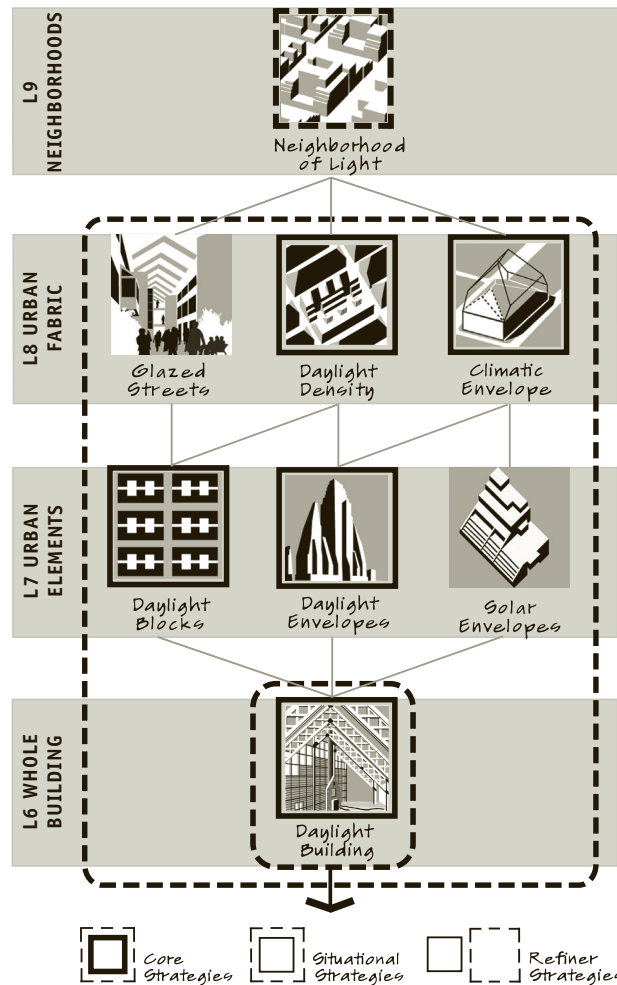 L9
NEIGHBORHOODS
Neighborhood
of Light
L8 URBAN
FABRIC
Glazed
Streets
Daylight
Density
Climatic
Envelope
L7 URBAN
ELEMENTS
Daylight
Blocks
Daylight
Envelopes
Solar
Envelopes
L6 WHOLE
BUILDING
Daylight
Building
Core
Strategies
Situational
Strategies
Refiner
Strategies